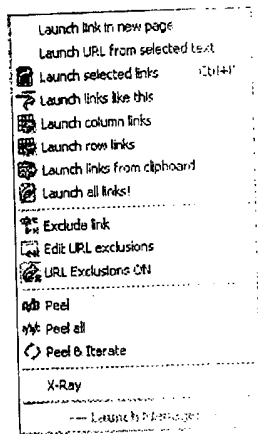 Launch link in new page
Launch URL from selected text
Launch selected links
Launch links like this
Launch column links
Launch row links
Launch links from clipboard
Launch all links!
Exclude link
Edit URL exclusions
URL Exclusions ON
Peel
Peel all
Peel & Iterate
X-Ray